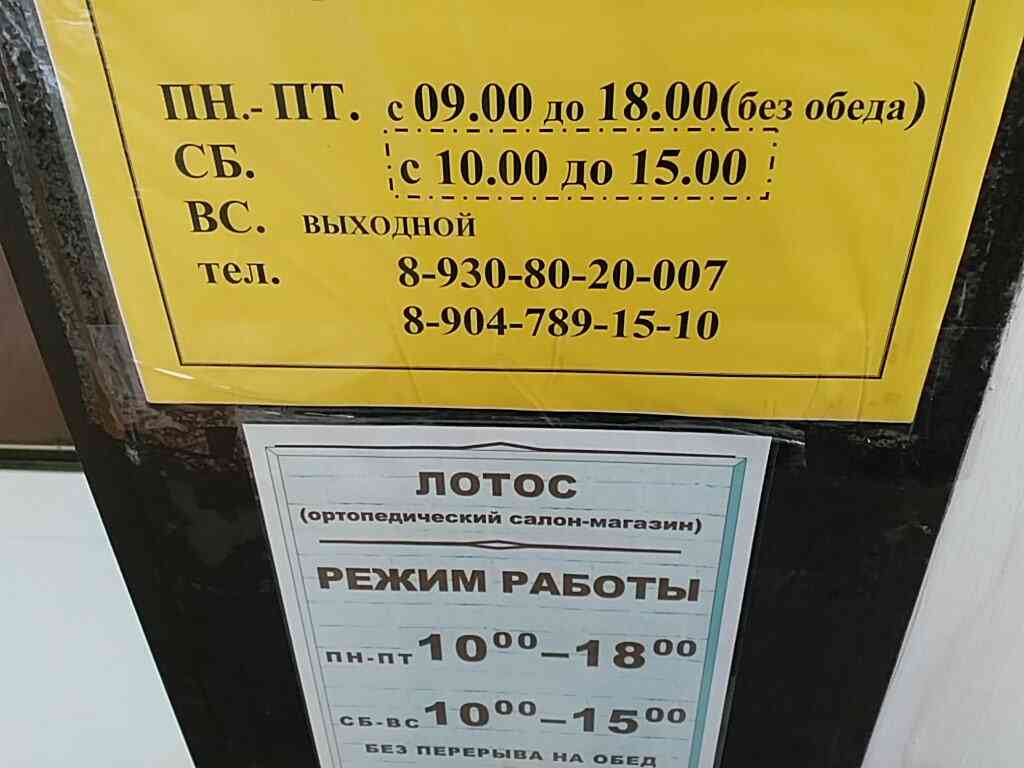 ПН.-ПТ. с 09.00 до 18.00(без обеда)
СБ. с 10.00 до 15.00
ВС. выходной
тел. 8-930-80-20-007
8-904-789-15-10
ЛОТОС
(ортопедический салон-магазин)
РЕЖИМ РАБОТЫ
ПН-ПТ 10⁰⁰–18⁰⁰
СБ-ВС 10⁰⁰–15⁰⁰
БЕЗ ПЕРЕРЫВА НА ОБЕД